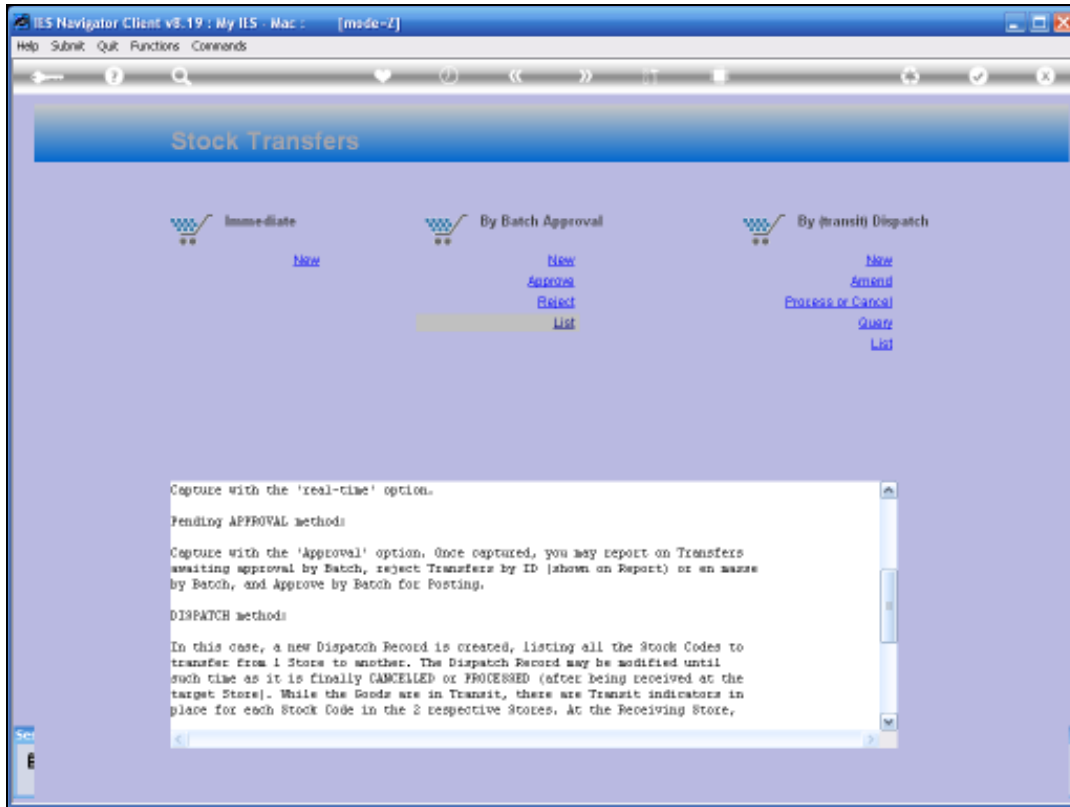 IES Navigator Client v8.19 : My IES - Mac : [mode=Z]
Help Submit Quit Functions Commands
Stock Transfers
Immediate
New
By Batch Approval
New
Approve
Reject
List
By (transit) Dispatch
New
Amend
Process or Cancel
Query
List
Capture with the 'real-time' option.
Pending APPROVAL method:
Capture with the 'Approval' option. Once captured, you may report on Transfers
awaiting approval by Batch, reject Transfers by ID (shown on Report) or en masse
by Batch, and Approve by Batch for Posting.
DISPATCH method:
In this case, a new Dispatch Record is created, listing all the Stock Codes to
transfer from 1 Store to another. The Dispatch Record may be modified until
such time as it is finally CANCELLED or PROCESSED (after being received at the
target Store). While the Goods are in Transit, there are Transit indicators in
place for each Stock Code in the 2 respective Stores. At the Receiving Store,